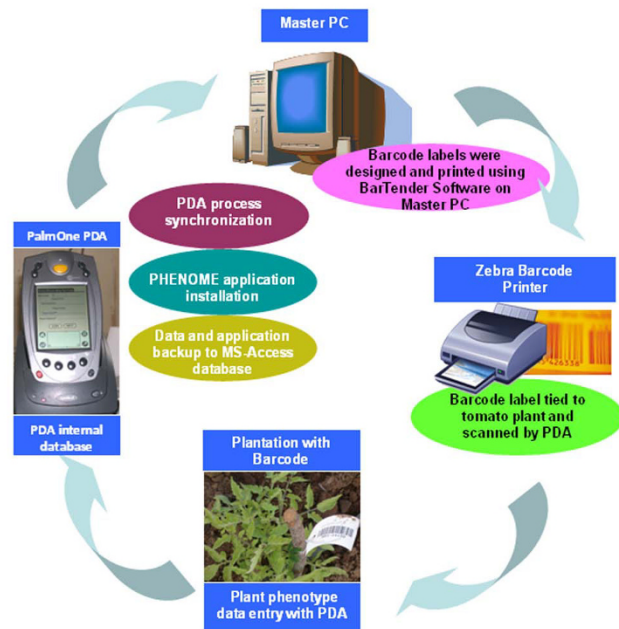 Master PC
Barcode labels were
designed and printed using
BarTender Software on
Master PC
PDA process
synchronization
PalmOne PDA
PHENOME application
installation
Zebra Barcode
Printer
Data and application
backup to MS-Access
database
Barcode label tied to
tomato plant and
scanned by PDA
PDA internal
database
Plantation with
Barcode
Plant phenotype
data entry with PDA